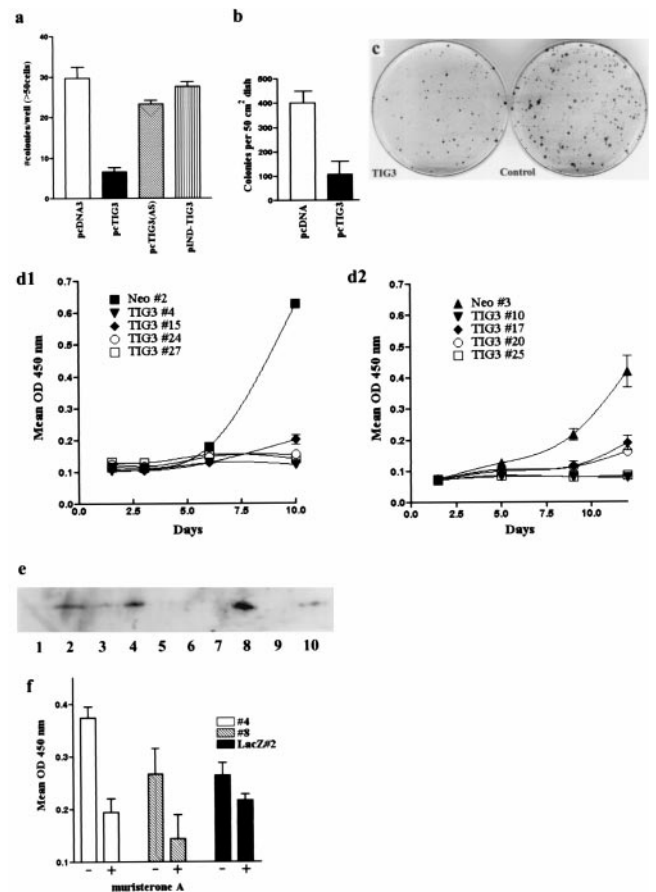 a
#colonies/well (>50cells)
40
30
20
10
0
pcDNA3
pcTIG3
pcTIG3(AS)
pIND-TIG3
b
Colonies per 50 cm² dish
500
400
300
200
100
0
pcDNA
pcTIG3
c
TIG3
Control
d1
Mean OD 450 nm
0.7
0.6
0.5
0.4
0.3
0.2
0.1
0.0
Neo #2
TIG3 #4
TIG3 #15
TIG3 #24
TIG3 #27
0.0 2.5 5.0 7.5 10.0
Days
d2
Mean OD 450 nm
0.7
0.6
0.5
0.4
0.3
0.2
0.1
0.0
Neo #3
TIG3 #10
TIG3 #17
TIG3 #20
TIG3 #25
0.0 2.5 5.0 7.5 10.0
Days
e
1 2 3 4 5 6 7 8 9 10
f
Mean OD 450 nm
0.4
0.3
0.2
0.1
#4
#8
LacZ#2
- + - + - +
muristerone A